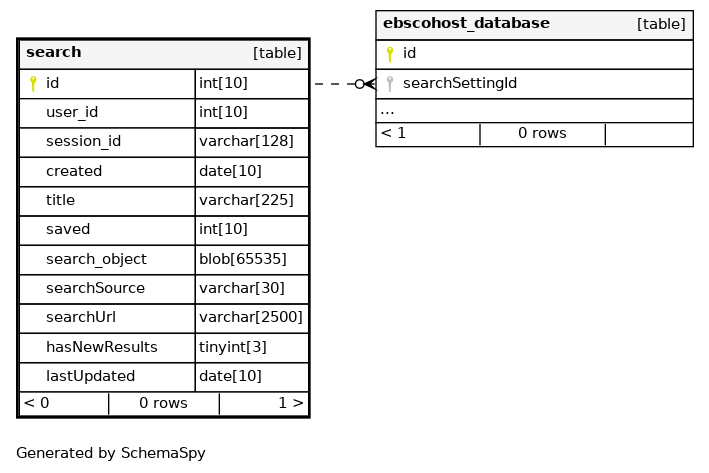 search [table]
id int[10]
user_id int[10]
session_id varchar[128]
created date[10]
title varchar[225]
saved int[10]
search_object blob[65535]
searchSource varchar[30]
searchUrl varchar[2500]
hasNewResults tinyint[3]
lastUpdated date[10]
< 0 0 rows 1 >
ebscohost_database [table]
id
searchSettingId
...
< 1 0 rows
Generated by SchemaSpy